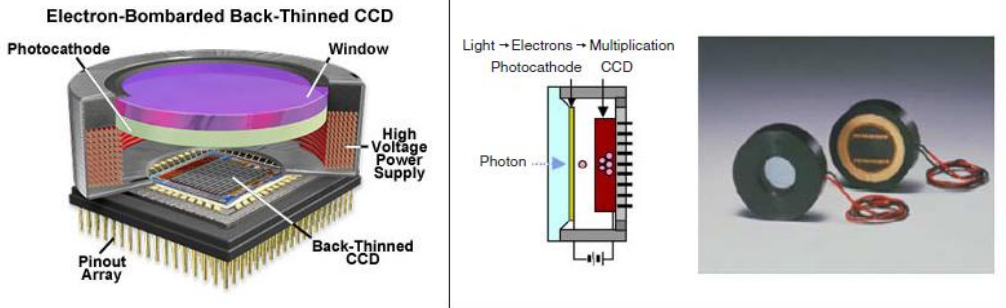 Electron-Bombarded Back-Thinned CCD
Photocathode
Window
High
Voltage
Power
Supply
Back-Thinned
CCD
Pinout
Array
Light → Electrons → Multiplication
Photocathode CCD
Photon